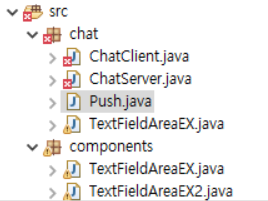 src
chat
ChatClient.java
ChatServer.java
Push.java
TextFieldAreaEX.java
components
TextFieldAreaEX.java
TextFieldAreaEX2.java